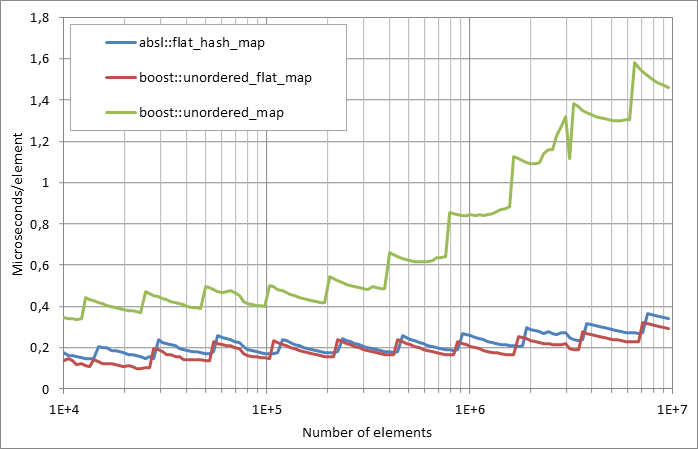 1,8
1,6
1,4
1,2
1
0,8
0,6
0,4
0,2
0
Microseconds/element
absl::flat_hash_map
boost::unordered_flat_map
boost::unordered_map
1E+4
1E+5
1E+6
1E+7
Number of elements